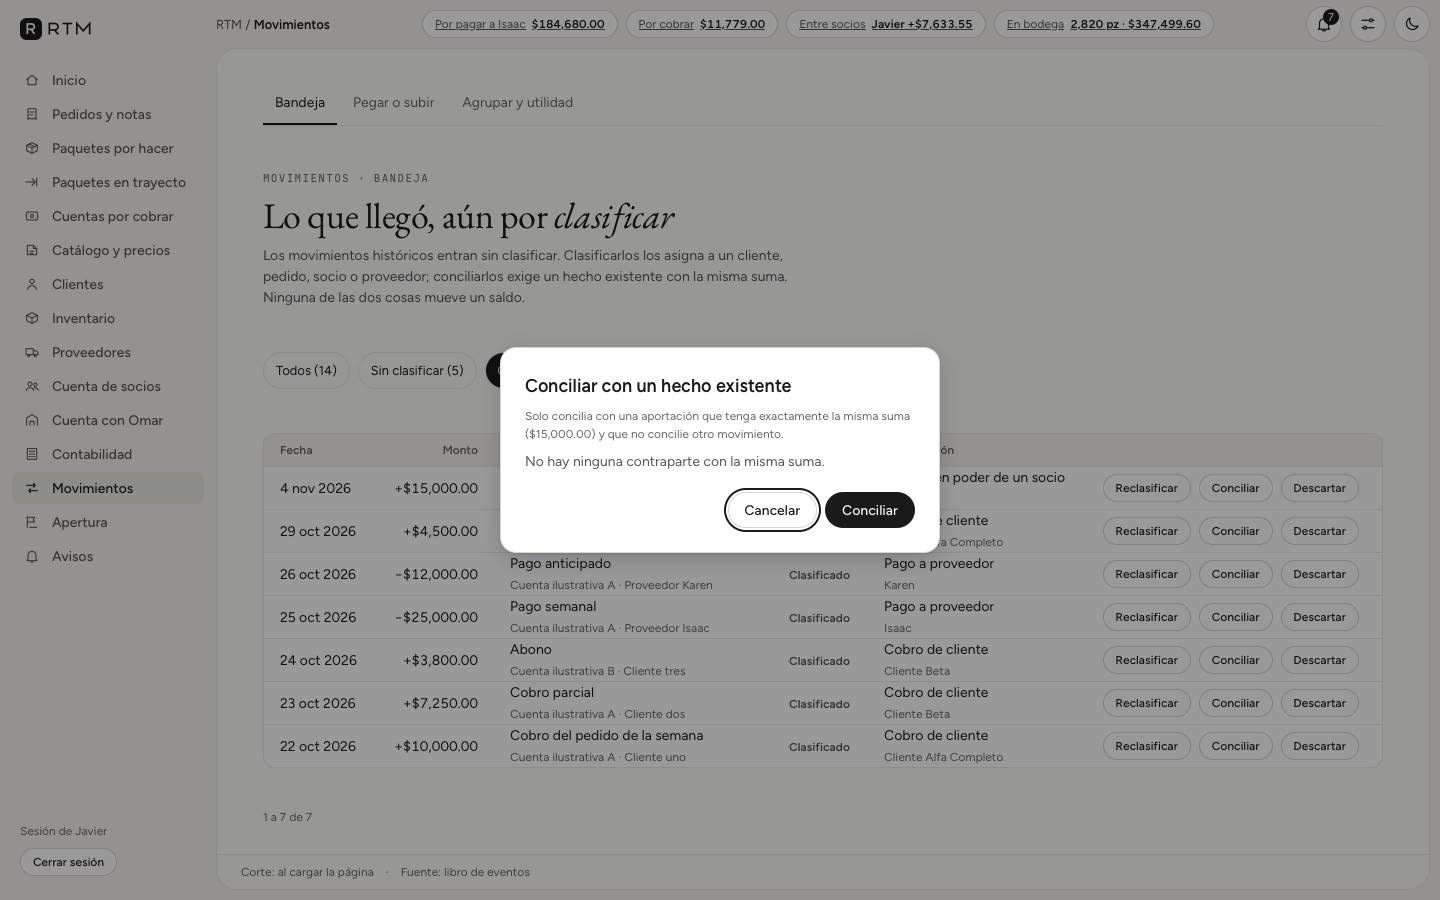 R RTM
RTM / Movimientos
Por pagar a Isaac $184,680.00
Por cobrar $11,779.00
Entre socios Javier +$7,633.55
En bodega 2,820 pz · $347,499.60
7
Inicio
Pedidos y notas
Paquetes por hacer
Paquetes en trayecto
Cuentas por cobrar
Catálogo y precios
Clientes
Inventario
Proveedores
Cuenta de socios
Cuenta con Omar
Contabilidad
Movimientos
Apertura
Avisos
Sesión de Javier
Cerrar sesión
Bandeja
Pegar o subir
Agrupar y utilidad
MOVIMIENTOS · BANDEJA
Lo que llegó, aún por clasificar
Los movimientos históricos entran sin clasificar. Clasificarlos los asigna a un cliente,
pedido, socio o proveedor; conciliarlos exige un hecho existente con la misma suma.
Ninguna de las dos cosas mueve un saldo.
Todos (14)
Sin clasificar (5)
Conciliar con un hecho existente
Solo concilia con una aportación que tenga exactamente la misma suma
($15,000.00) y que no concilie otro movimiento.
No hay ninguna contraparte con la misma suma.
Cancelar
Conciliar
Fecha Monto
4 nov 2026 +$15,000.00 en poder de un socio Reclasificar Conciliar Descartar
29 oct 2026 +$4,500.00 cliente Reclasificar Conciliar Descartar
Completo
26 oct 2026 −$12,000.00 Pago anticipado Clasificado Pago a proveedor Reclasificar Conciliar Descartar
Cuenta ilustrativa A · Proveedor Karen Karen
25 oct 2026 −$25,000.00 Pago semanal Clasificado Pago a proveedor Reclasificar Conciliar Descartar
Cuenta ilustrativa A · Proveedor Isaac Isaac
24 oct 2026 +$3,800.00 Abono Clasificado Cobro de cliente Reclasificar Conciliar Descartar
Cuenta ilustrativa B · Cliente tres Cliente Beta
23 oct 2026 +$7,250.00 Cobro parcial Clasificado Cobro de cliente Reclasificar Conciliar Descartar
Cuenta ilustrativa A · Cliente dos Cliente Beta
22 oct 2026 +$10,000.00 Cobro del pedido de la semana Clasificado Cobro de cliente Reclasificar Conciliar Descartar
Cuenta ilustrativa A · Cliente uno Cliente Alfa Completo
1 a 7 de 7
Corte: al cargar la página · Fuente: libro de eventos